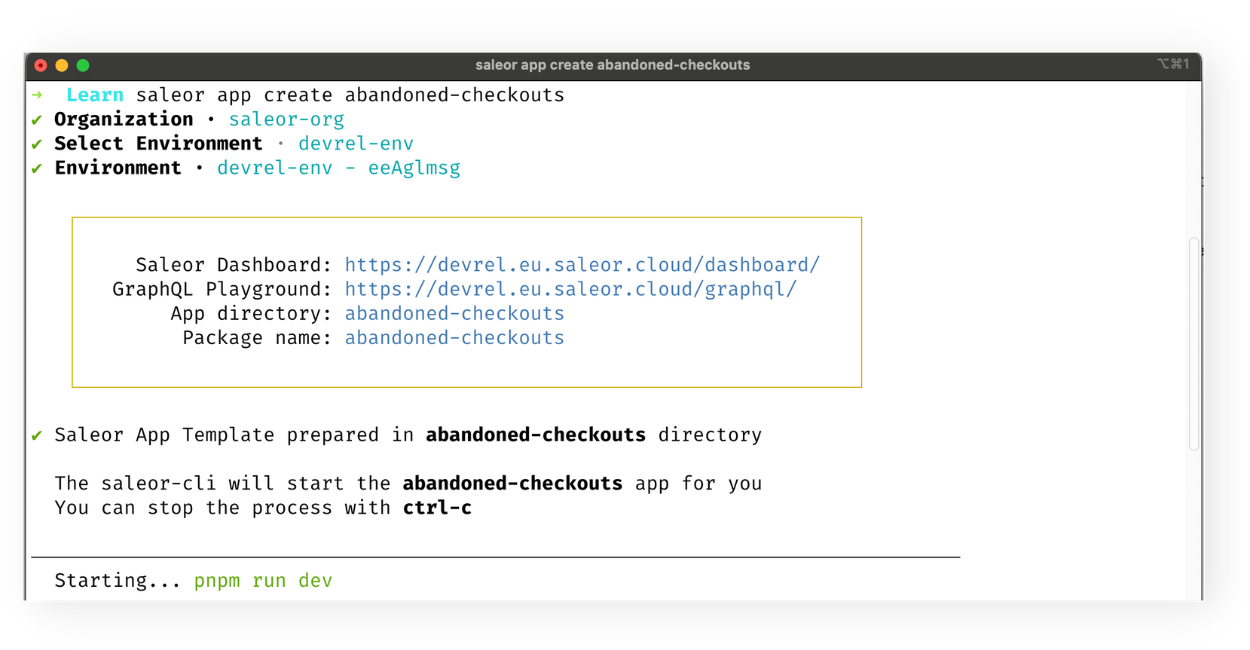 saleor app create abandoned-checkouts
⌥⌘1
➜ Learn saleor app create abandoned-checkouts
✔ Organization · saleor-org
✔ Select Environment · devrel-env
✔ Environment · devrel-env - eeAglmsg
Saleor Dashboard: https://devrel.eu.saleor.cloud/dashboard/
GraphQL Playground: https://devrel.eu.saleor.cloud/graphql/
App directory: abandoned-checkouts
Package name: abandoned-checkouts
✔ Saleor App Template prepared in abandoned-checkouts directory
The saleor-cli will start the abandoned-checkouts app for you
You can stop the process with ctrl-c
Starting... pnpm run dev